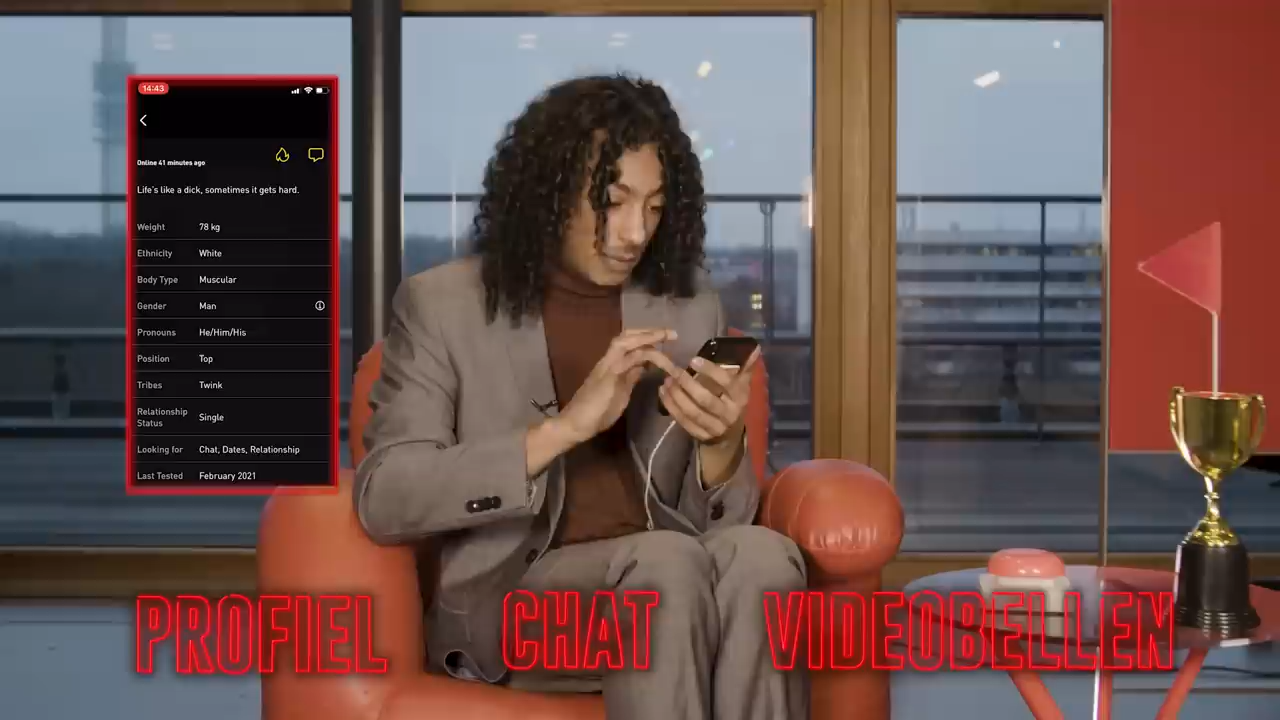 14:43
Online 41 minutes ago
Life's like a dick, sometimes it gets hard.
Weight 78 kg
Ethnicity White
Body Type Muscular
Gender Man
Pronouns He/Him/His
Position Top
Tribes Twink
Relationship Status Single
Looking for Chat, Dates, Relationship
Last Tested February 2021
PROFIEL CHAT VIDEOBELLEN